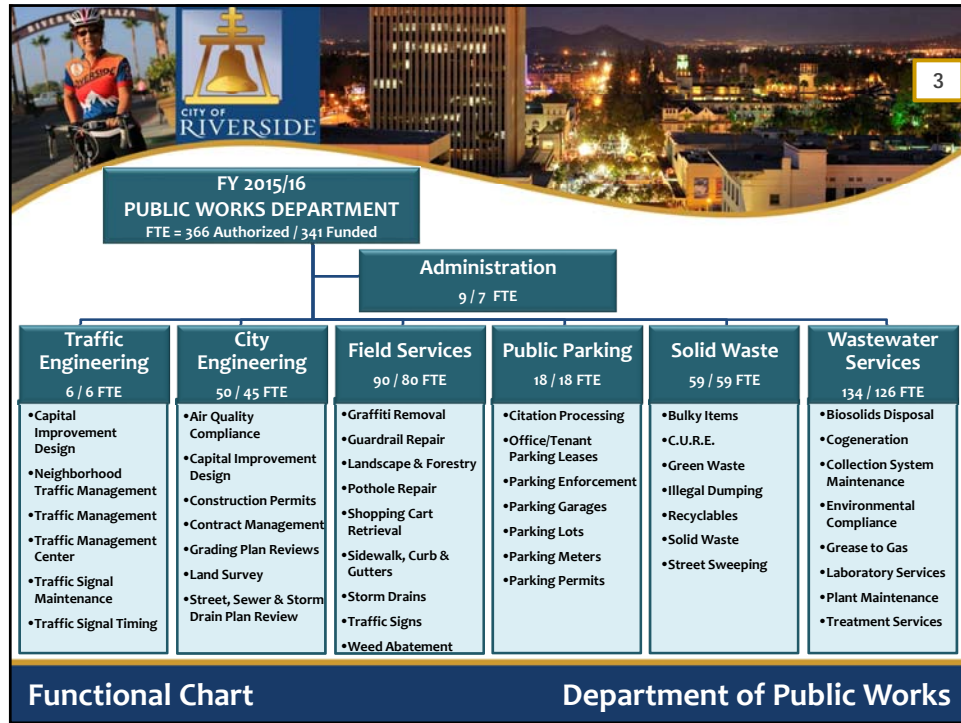 RIVERSIDE PLAZA
RIVERSIDE
CITY OF
RIVERSIDE
3
FY 2015/16
PUBLIC WORKS DEPARTMENT
FTE = 366 Authorized / 341 Funded
Administration
9 / 7 FTE
Traffic
Engineering
6 / 6 FTE
•Capital
Improvement
Design
•Neighborhood
Traffic Management
•Traffic Management
•Traffic Management
Center
•Traffic Signal
Maintenance
•Traffic Signal Timing
City
Engineering
50 / 45 FTE
•Air Quality
Compliance
•Capital Improvement
Design
•Construction Permits
•Contract Management
•Grading Plan Reviews
•Land Survey
•Street, Sewer & Storm
Drain Plan Review
Field Services
90 / 80 FTE
•Graffiti Removal
•Guardrail Repair
•Landscape & Forestry
•Pothole Repair
•Shopping Cart
Retrieval
•Sidewalk, Curb &
Gutters
•Storm Drains
•Traffic Signs
•Weed Abatement
Public Parking
18 / 18 FTE
•Citation Processing
•Office/Tenant
Parking Leases
•Parking Enforcement
•Parking Garages
•Parking Lots
•Parking Meters
•Parking Permits
Solid Waste
59 / 59 FTE
•Bulky Items
•C.U.R.E.
•Green Waste
•Illegal Dumping
•Recyclables
•Solid Waste
•Street Sweeping
Wastewater
Services
134 / 126 FTE
•Biosolids Disposal
•Cogeneration
•Collection System
Maintenance
•Environmental
Compliance
•Grease to Gas
•Laboratory Services
•Plant Maintenance
•Treatment Services
Functional Chart
Department of Public Works